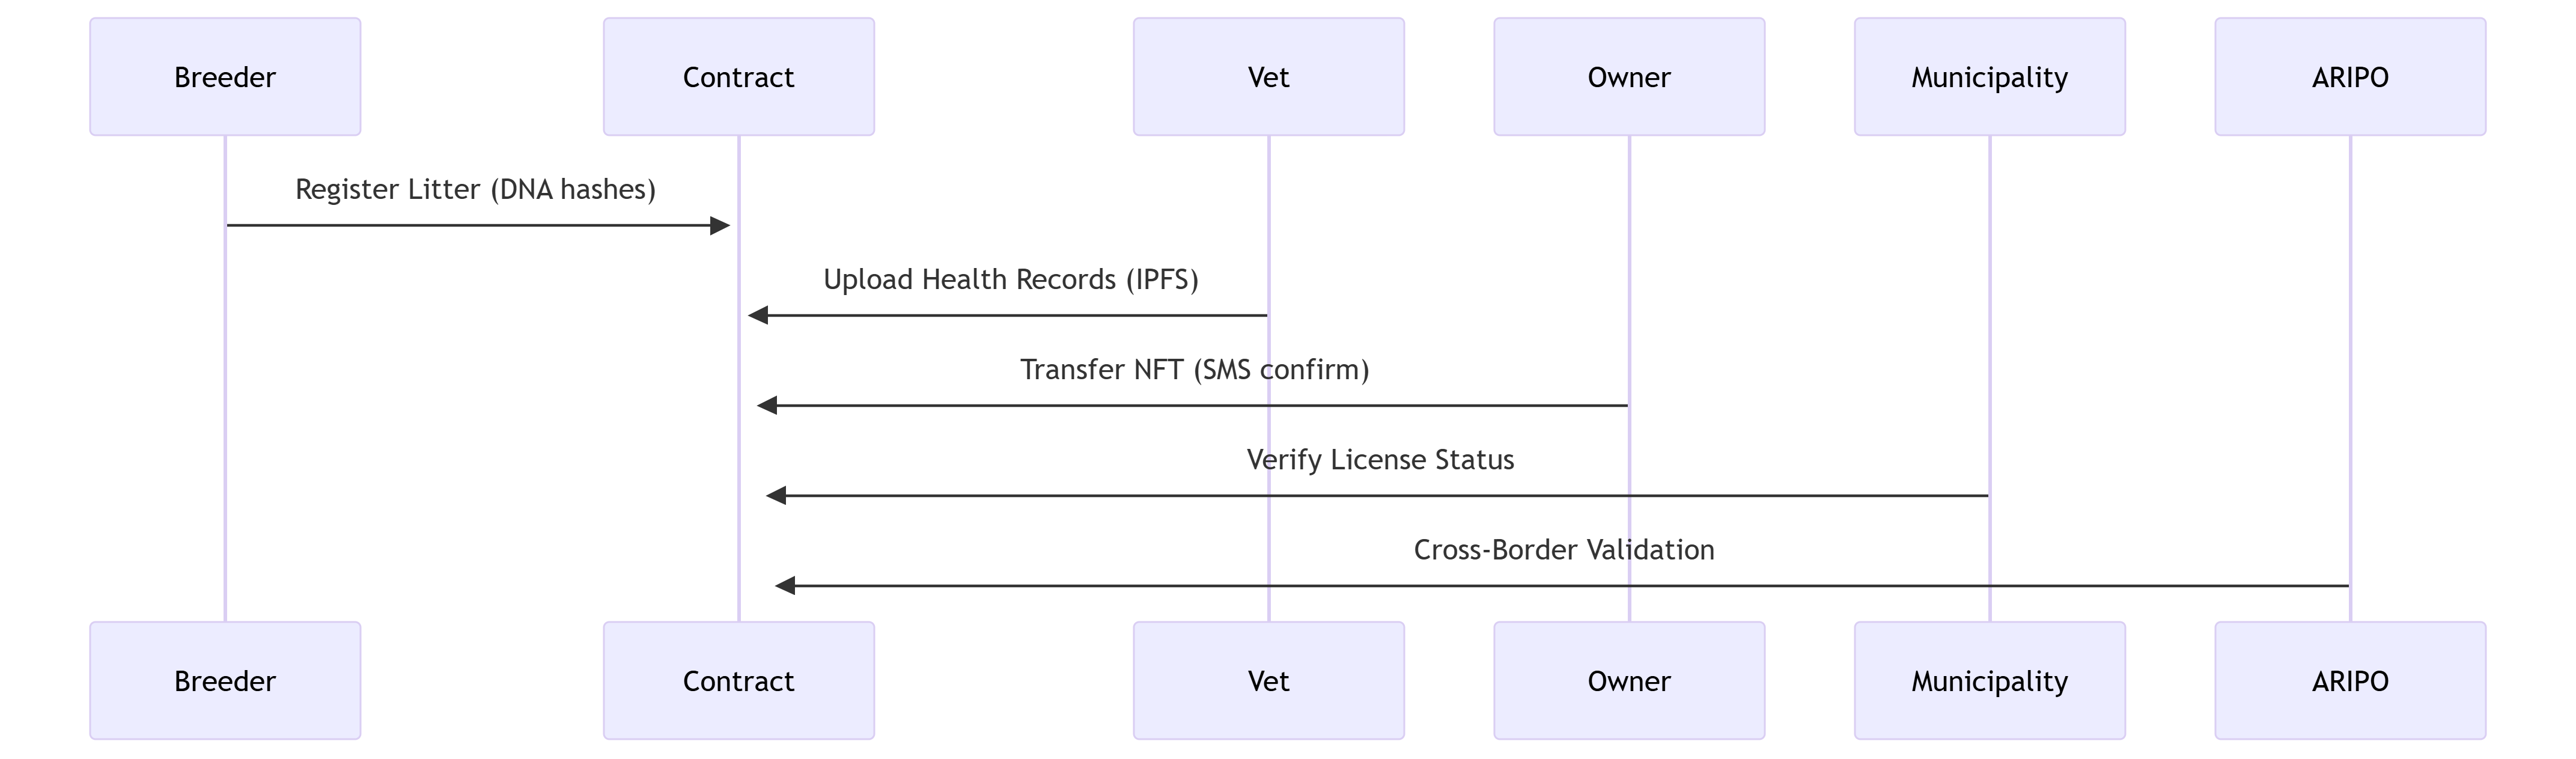 Breeder
Contract
Vet
Owner
Municipality
ARIPO
Register Litter (DNA hashes)
Upload Health Records (IPFS)
Transfer NFT (SMS confirm)
Verify License Status
Cross-Border Validation
Breeder
Contract
Vet
Owner
Municipality
ARIPO